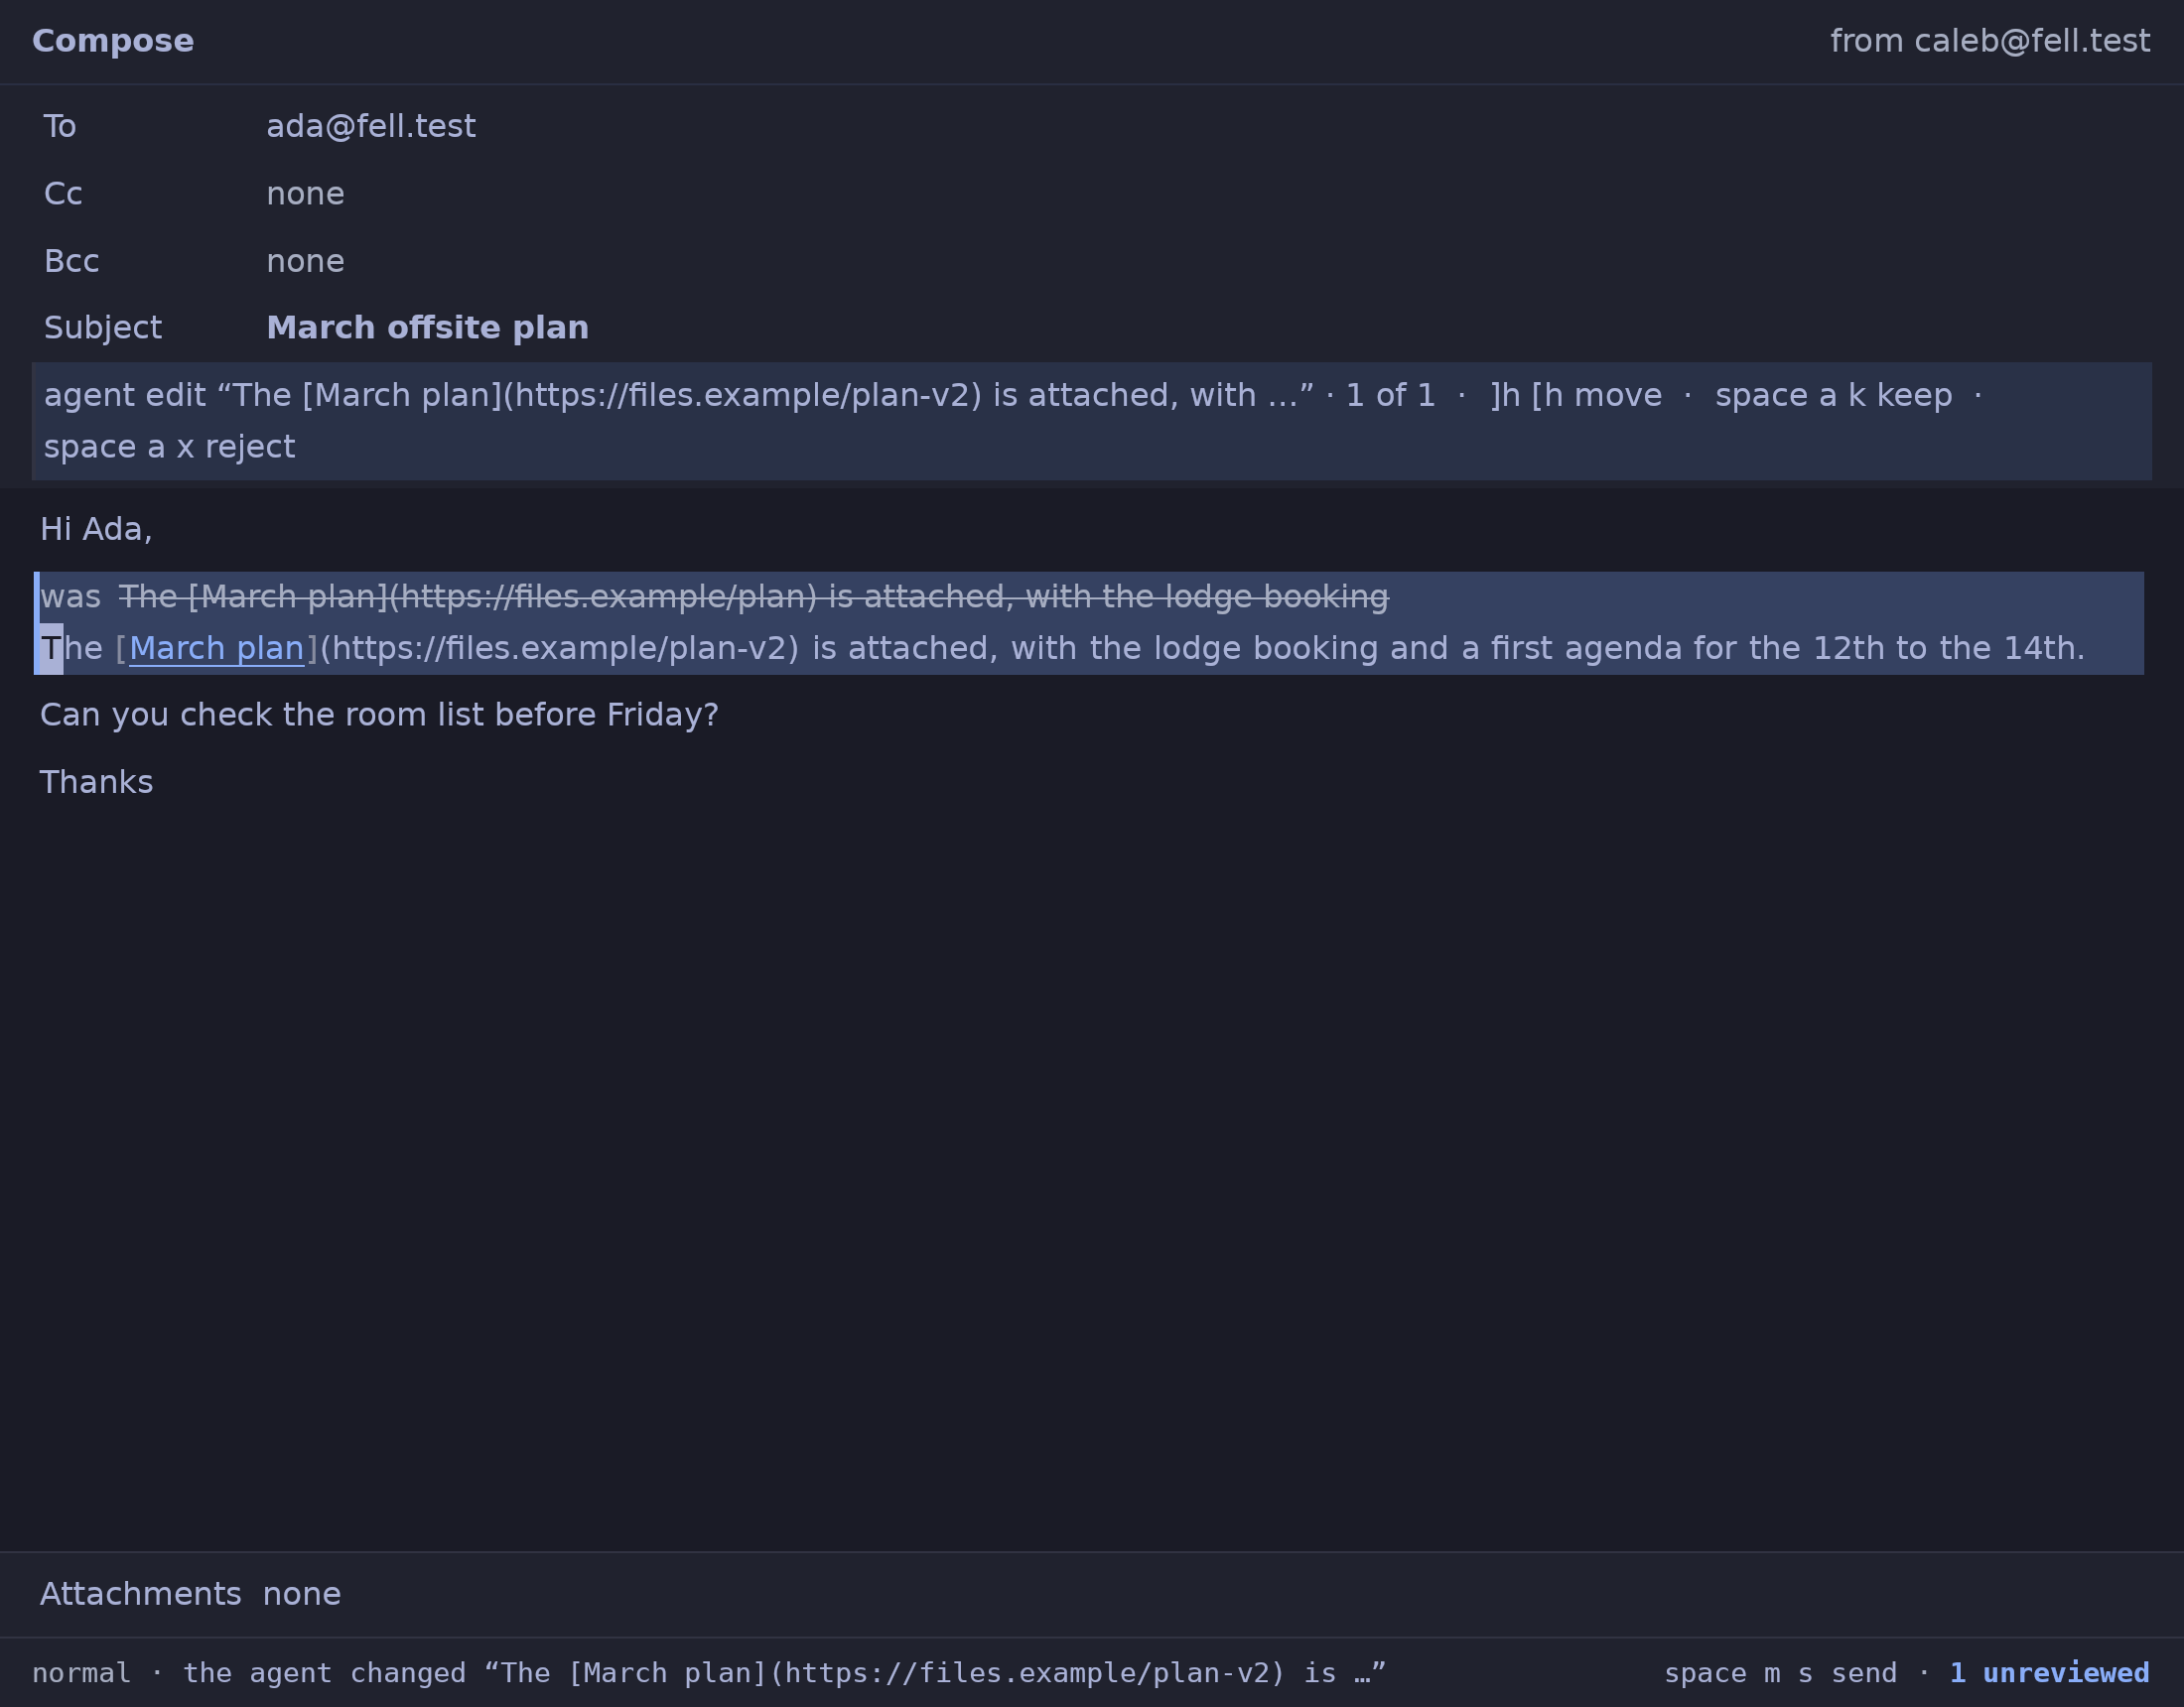 Compose
from caleb@fell.test
To ada@fell.test
Cc none
Bcc none
Subject March offsite plan
agent edit “The [March plan](https://files.example/plan-v2) is attached, with …” · 1 of 1 · ]h [h move · space a k keep ·
space a x reject
Hi Ada,
was The [March plan](https://files.example/plan) is attached, with the lodge booking
The [March plan](https://files.example/plan-v2) is attached, with the lodge booking and a first agenda for the 12th to the 14th.
Can you check the room list before Friday?
Thanks
Attachments none
normal · the agent changed “The [March plan](https://files.example/plan-v2) is …”
space m s send · 1 unreviewed